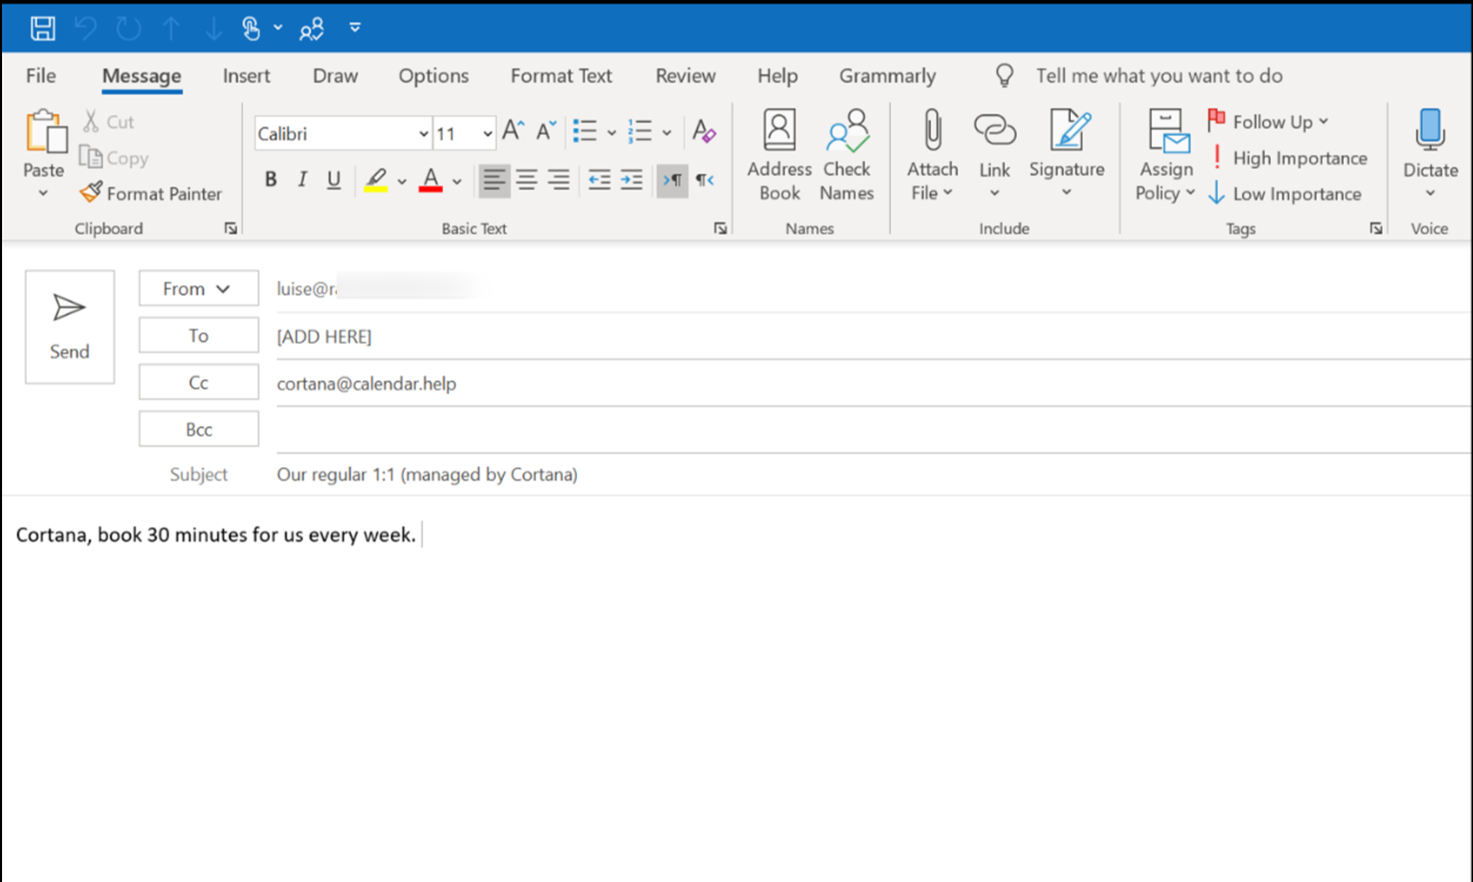 File Message Insert Draw Options Format Text Review Help Grammarly Tell me what you want to do
Paste
Cut
Copy
Format Painter
Clipboard
Calibri 11
B I U
Basic Text
Address Book
Check Names
Names
Attach File
Link
Signature
Include
Assign Policy
Follow Up
High Importance
Low Importance
Tags
Dictate
Voice
Send
From luise@
To [ADD HERE]
Cc cortana@calendar.help
Bcc
Subject Our regular 1:1 (managed by Cortana)
Cortana, book 30 minutes for us every week.